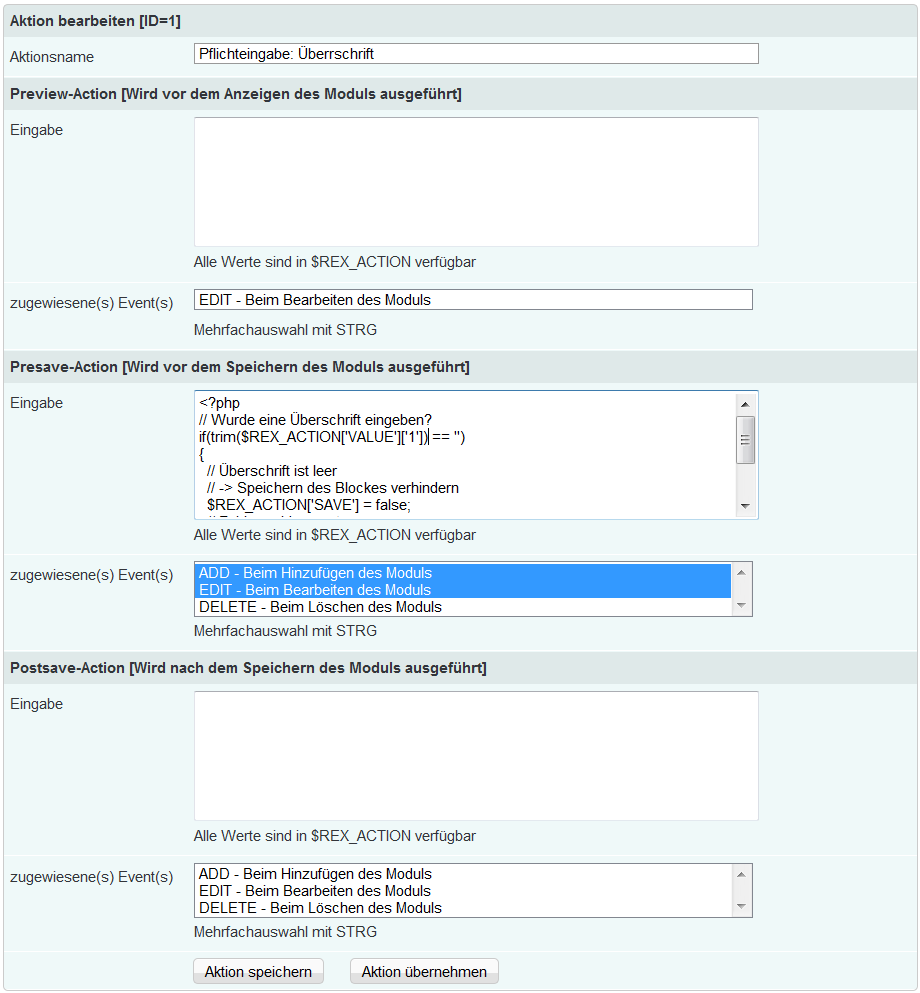 Aktion bearbeiten [ID=1]
Aktionsname
Pflichteingabe: Überrschrift
Preview-Action [Wird vor dem Anzeigen des Moduls ausgeführt]
Eingabe
Alle Werte sind in $REX_ACTION verfügbar
zugewiesene(s) Event(s)
EDIT - Beim Bearbeiten des Moduls
Mehrfachauswahl mit STRG
Presave-Action [Wird vor dem Speichern des Moduls ausgeführt]
Eingabe
<?php
// Wurde eine Überschrift eingeben?
if(trim($REX_ACTION['VALUE']['1']) == '')
{
// Überschrift ist leer
// -> Speichern des Blockes verhindern
$REX_ACTION['SAVE'] = false;
Alle Werte sind in $REX_ACTION verfügbar
zugewiesene(s) Event(s)
ADD - Beim Hinzufügen des Moduls
EDIT - Beim Bearbeiten des Moduls
DELETE - Beim Löschen des Moduls
Mehrfachauswahl mit STRG
Postsave-Action [Wird nach dem Speichern des Moduls ausgeführt]
Eingabe
Alle Werte sind in $REX_ACTION verfügbar
zugewiesene(s) Event(s)
ADD - Beim Hinzufügen des Moduls
EDIT - Beim Bearbeiten des Moduls
DELETE - Beim Löschen des Moduls
Mehrfachauswahl mit STRG
Aktion speichern
Aktion übernehmen